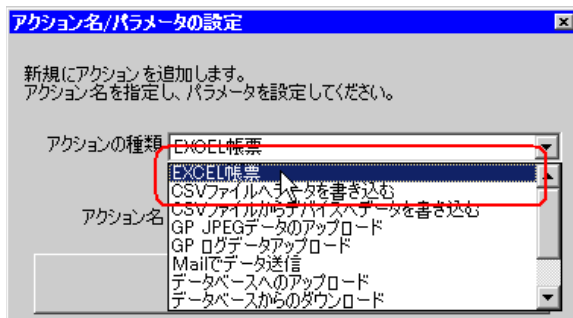 アクション名/パラメータの設定
新規にアクションを追加します。
アクション名を指定し、パラメータを設定してください。
アクションの種類 EXCEL帳票
EXCEL帳票
CSVファイルへデータを書き込む
アクション名 CSVファイルからデバイスへデータを書き込む
GP JPEGデータのアップロード
GP ログデータアップロード
Mailでデータ送信
データベースへのアップロード
データベースからのダウンロード